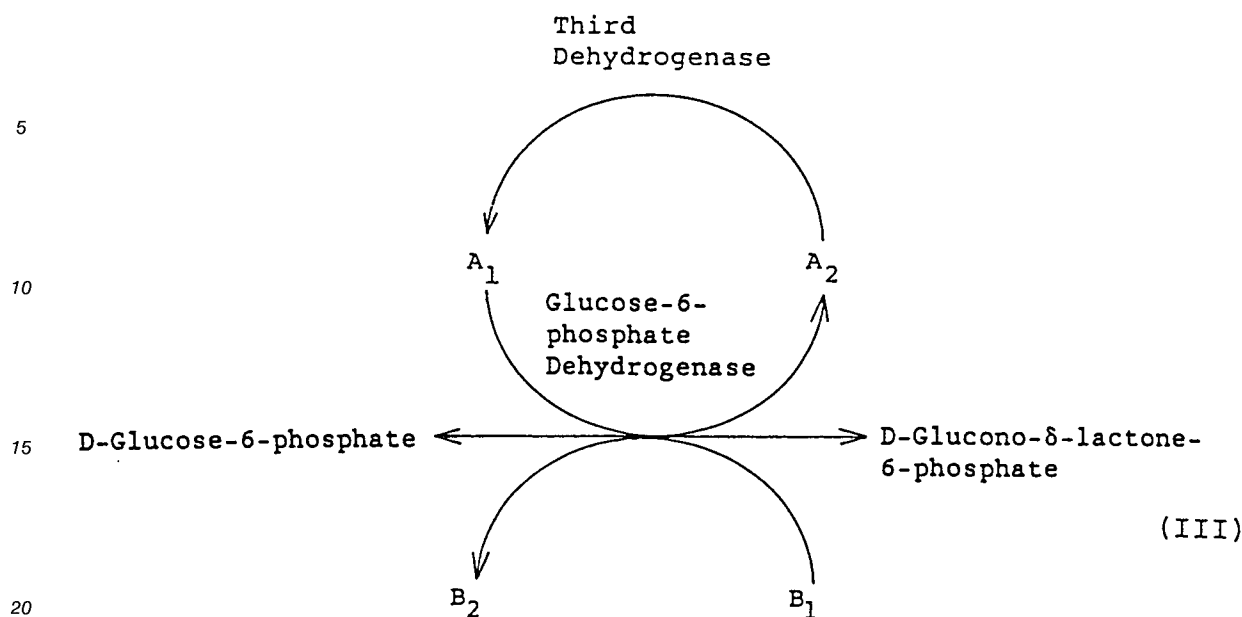 Third
Dehydrogenase
5
A1
A2
10
Glucose-6-
phosphate
Dehydrogenase
D-Glucose-6-phosphate
D-Glucono-δ-lactone-
6-phosphate
15
(III)
B2
B1
20